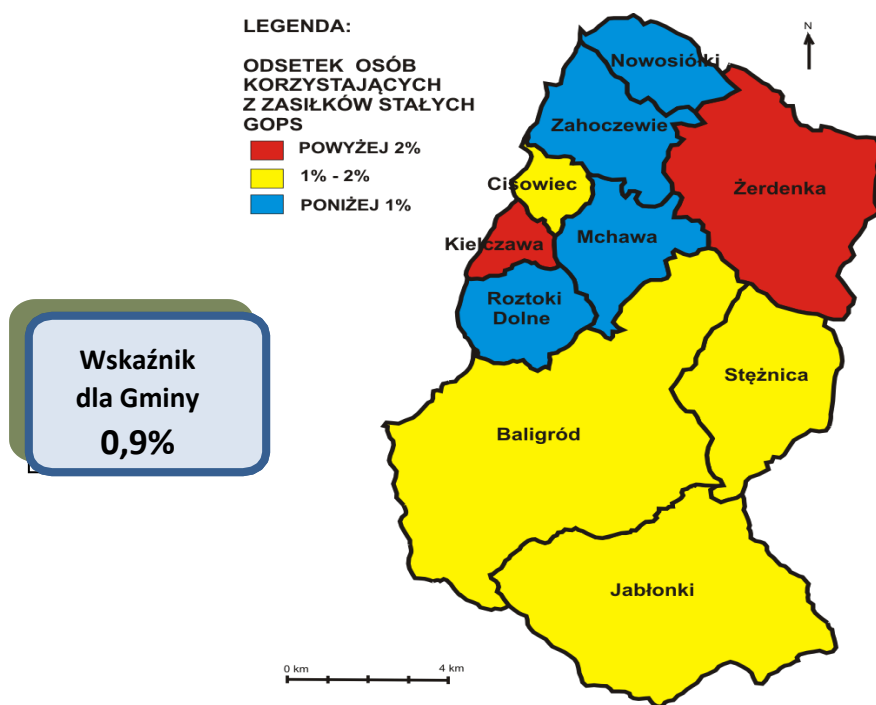 LEGENDA:
ODSETEK OSÓB
KORZYSTAJĄCYCH
Z ZASIŁKÓW STAŁYCH
GOPS
POWYŻEJ 2%
1% - 2%
PONIŻEJ 1%
N
Nowosiółki
Zahoczewie
Cisowiec
Żerdenka
Kielczawa
Mchawa
Roztoki
Dolne
Stężnica
Baligród
Jabłonki
Wskaźnik
dla Gminy
0,9%
0 km
4 km